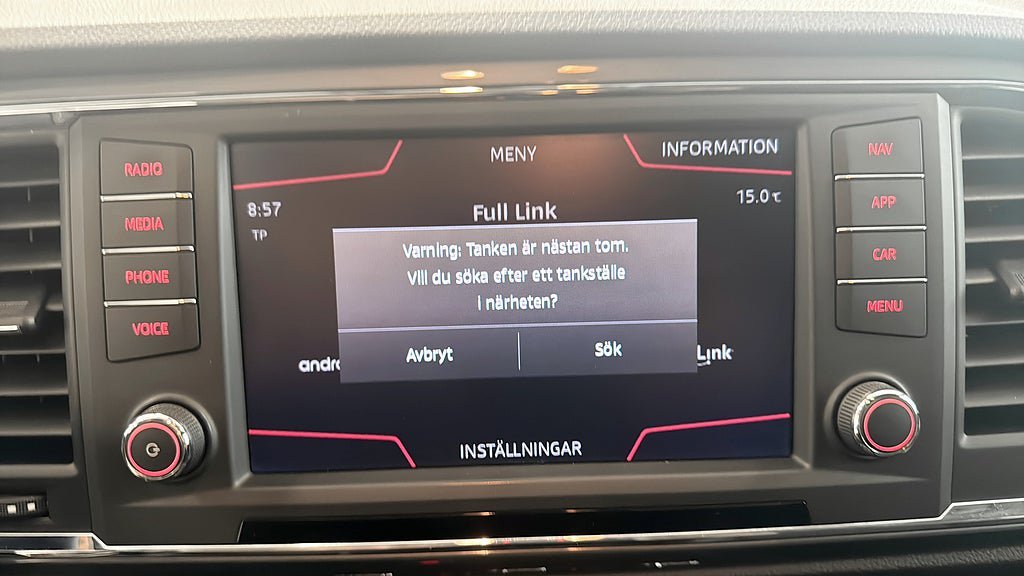 RADIO
MEDIA
PHONE
VOICE
MENY
INFORMATION
8:57
15.0 °C
TP
Full Link
Varning: Tanken är nästan tom.
Vill du söka efter ett tankställe
i närheten?
Avbryt
Sök
andro
Link
INSTÄLLNINGAR
NAV
APP
CAR
MENU